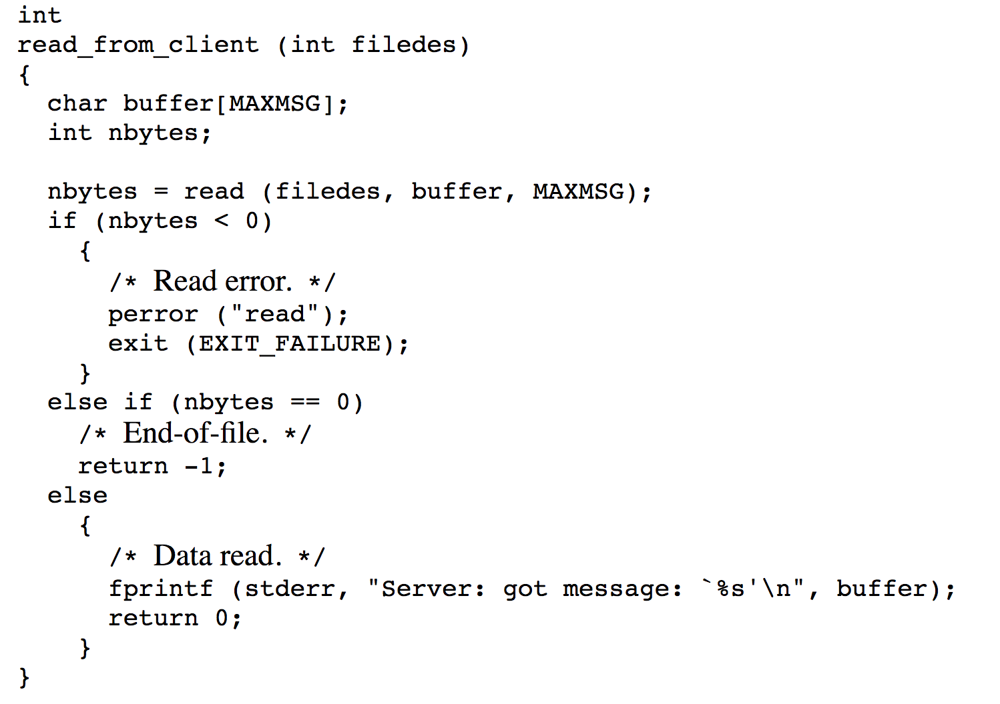 int
read_from_client (int filedes)
{
  char buffer[MAXMSG];
  int nbytes;

  nbytes = read (filedes, buffer, MAXMSG);
  if (nbytes < 0)
    {
      /* Read error. */
      perror ("read");
      exit (EXIT_FAILURE);
    }
  else if (nbytes == 0)
    /* End-of-file. */
    return -1;
  else
    {
      /* Data read. */
      fprintf (stderr, "Server: got message: `%s'\n", buffer);
      return 0;
    }
}